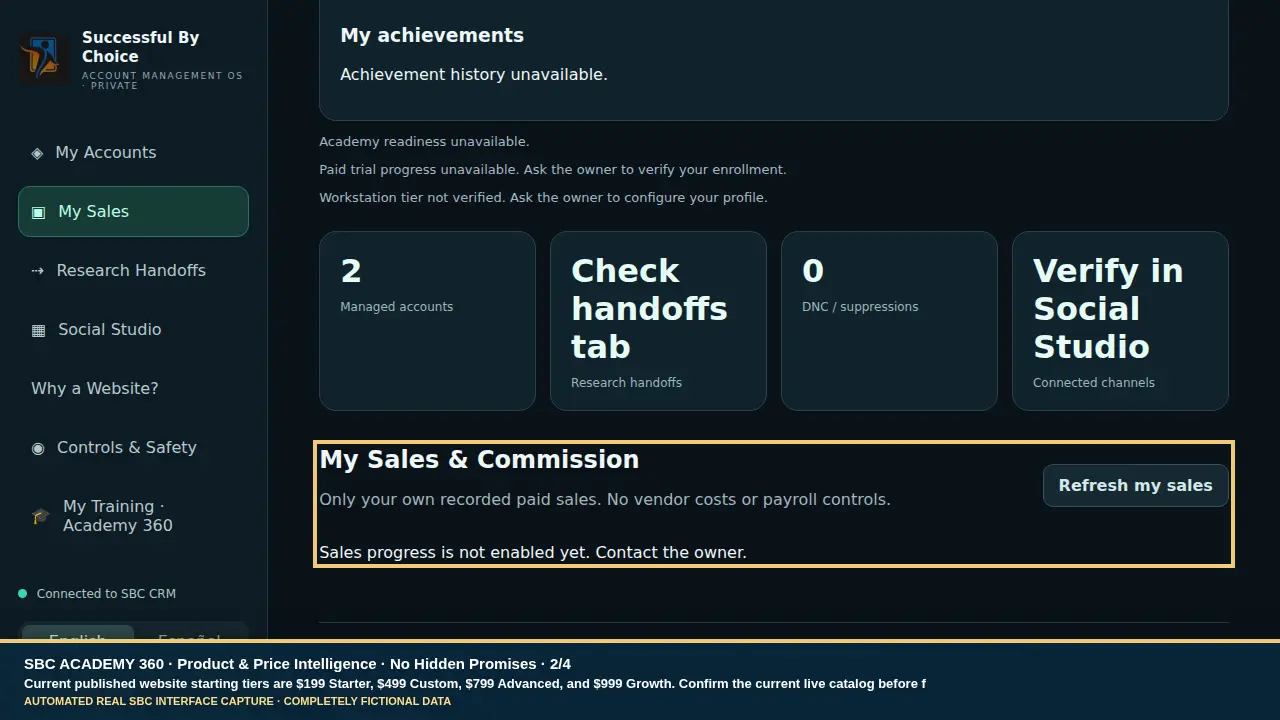 Successful By
Choice
ACCOUNT MANAGEMENT OS
· PRIVATE
My Accounts
My Sales
Research Handoffs
Social Studio
Why a Website?
Controls & Safety
My Training ·
Academy 360
Connected to SBC CRM
English Español
My achievements
Achievement history unavailable.
Academy readiness unavailable.
Paid trial progress unavailable. Ask the owner to verify your enrollment.
Workstation tier not verified. Ask the owner to configure your profile.
2
Managed accounts
Check
handoffs
tab
Research handoffs
0
DNC / suppressions
Verify in
Social
Studio
Connected channels
My Sales & Commission
Only your own recorded paid sales. No vendor costs or payroll controls.
Refresh my sales
Sales progress is not enabled yet. Contact the owner.
SBC ACADEMY 360 · Product & Price Intelligence · No Hidden Promises · 2/4
Current published website starting tiers are $199 Starter, $499 Custom, $799 Advanced, and $999 Growth. Confirm the current live catalog before f
AUTOMATED REAL SBC INTERFACE CAPTURE · COMPLETELY FICTIONAL DATA